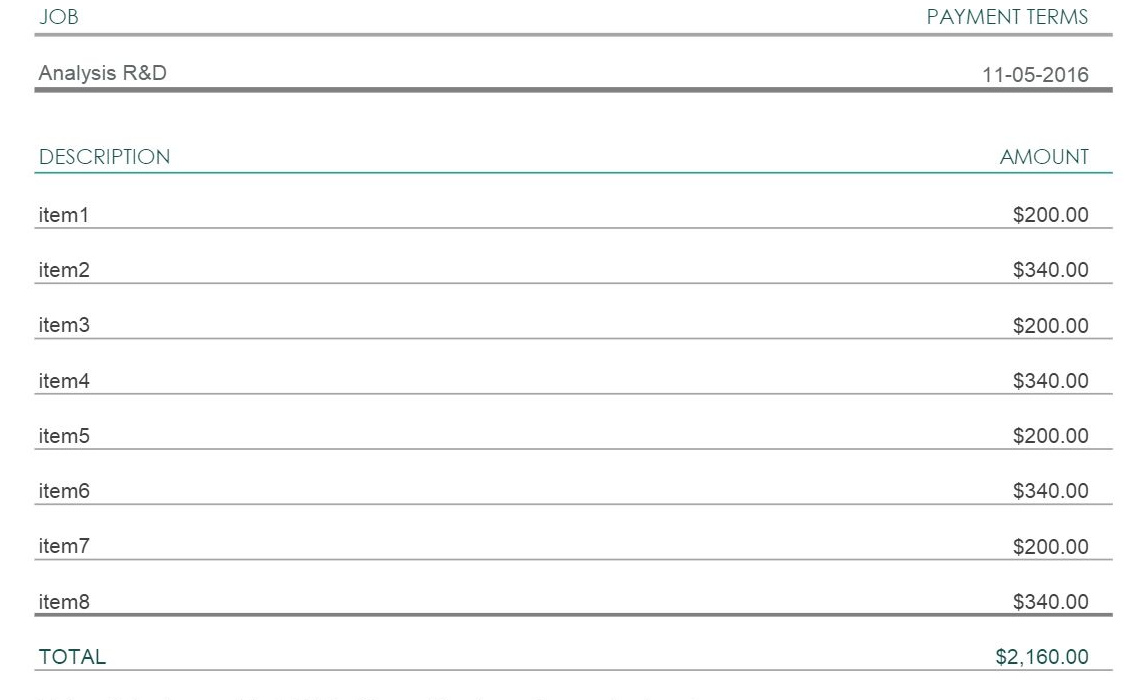 JOB PAYMENT TERMS
Analysis R&D 11-05-2016
DESCRIPTION AMOUNT
item1 $200.00
item2 $340.00
item3 $200.00
item4 $340.00
item5 $200.00
item6 $340.00
item7 $200.00
item8 $340.00
TOTAL $2,160.00